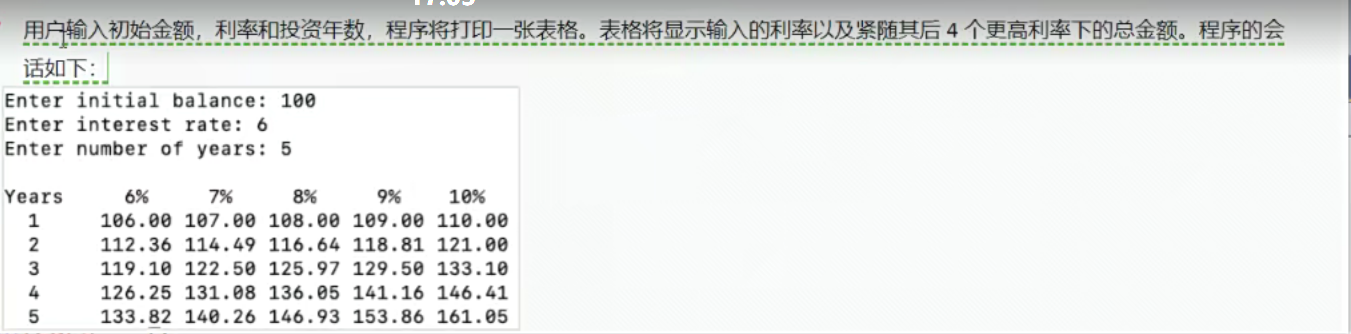 用户输入初始金额，利率和投资年数，程序将打印一张表格。表格将显示输入的利率以及紧随其后 4 个更高利率下的总金额。程序的会
话如下：
Enter initial balance: 100
Enter interest rate: 6
Enter number of years: 5
Years 6% 7% 8% 9% 10%
1 106.00 107.00 108.00 109.00 110.00
2 112.36 114.49 116.64 118.81 121.00
3 119.10 122.50 125.97 129.50 133.10
4 126.25 131.08 136.05 141.16 146.41
5 133.82 140.26 146.93 153.86 161.05